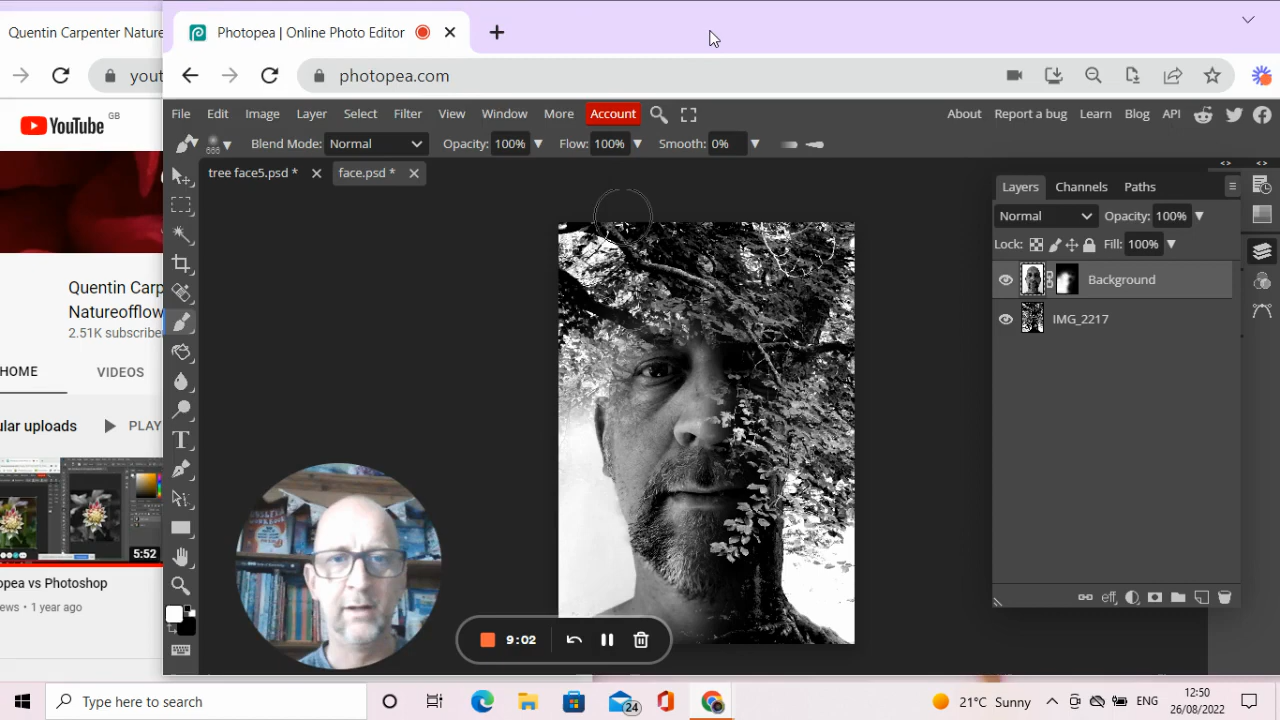 Quentin Carpenter Nature
Photopea | Online Photo Editor
yout
photopea.com
YouTube GB
File Edit Image Layer Select Filter View Window More Account About Report a bug Learn Blog API
Blend Mode: Normal Opacity: 100% Flow: 100% Smooth: 0%
tree face5.psd * face.psd *
Layers Channels Paths
Normal Opacity: 100%
Lock: Fill: 100%
Background
IMG_2217
Quentin Carp
Natureofflow
2.51K subscribe
HOME VIDEOS
ular uploads PLAY
5:52
opea vs Photoshop
ews • 1 year ago
eff
9:02
Type here to search
24
21°C Sunny
ENG
12:50
26/08/2022